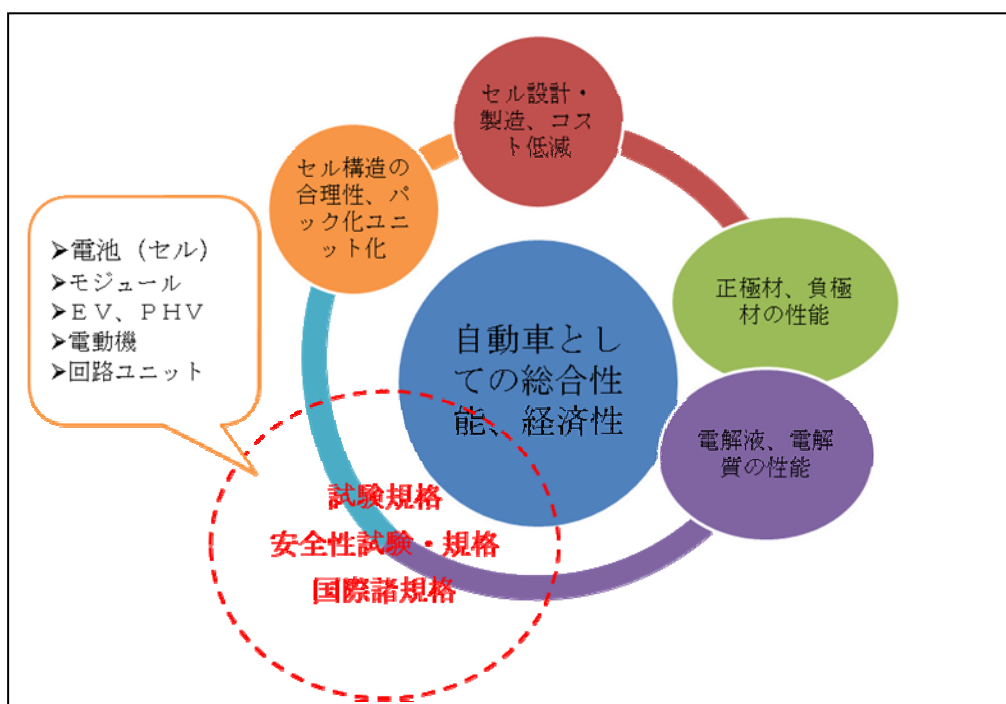 セル設計・
製造、コス
ト低減
セル構造の
合理性、パ
ック化ユニ
ット化
➢電池（セル）
➢モジュール
➢ＥＶ、ＰＨＶ
➢電動機
➢回路ユニット
正極材、負極
材の性能
自動車とし
ての総合性
能、経済性
電解液、電解
質の性能
試験規格
安全性試験・規格
国際諸規格